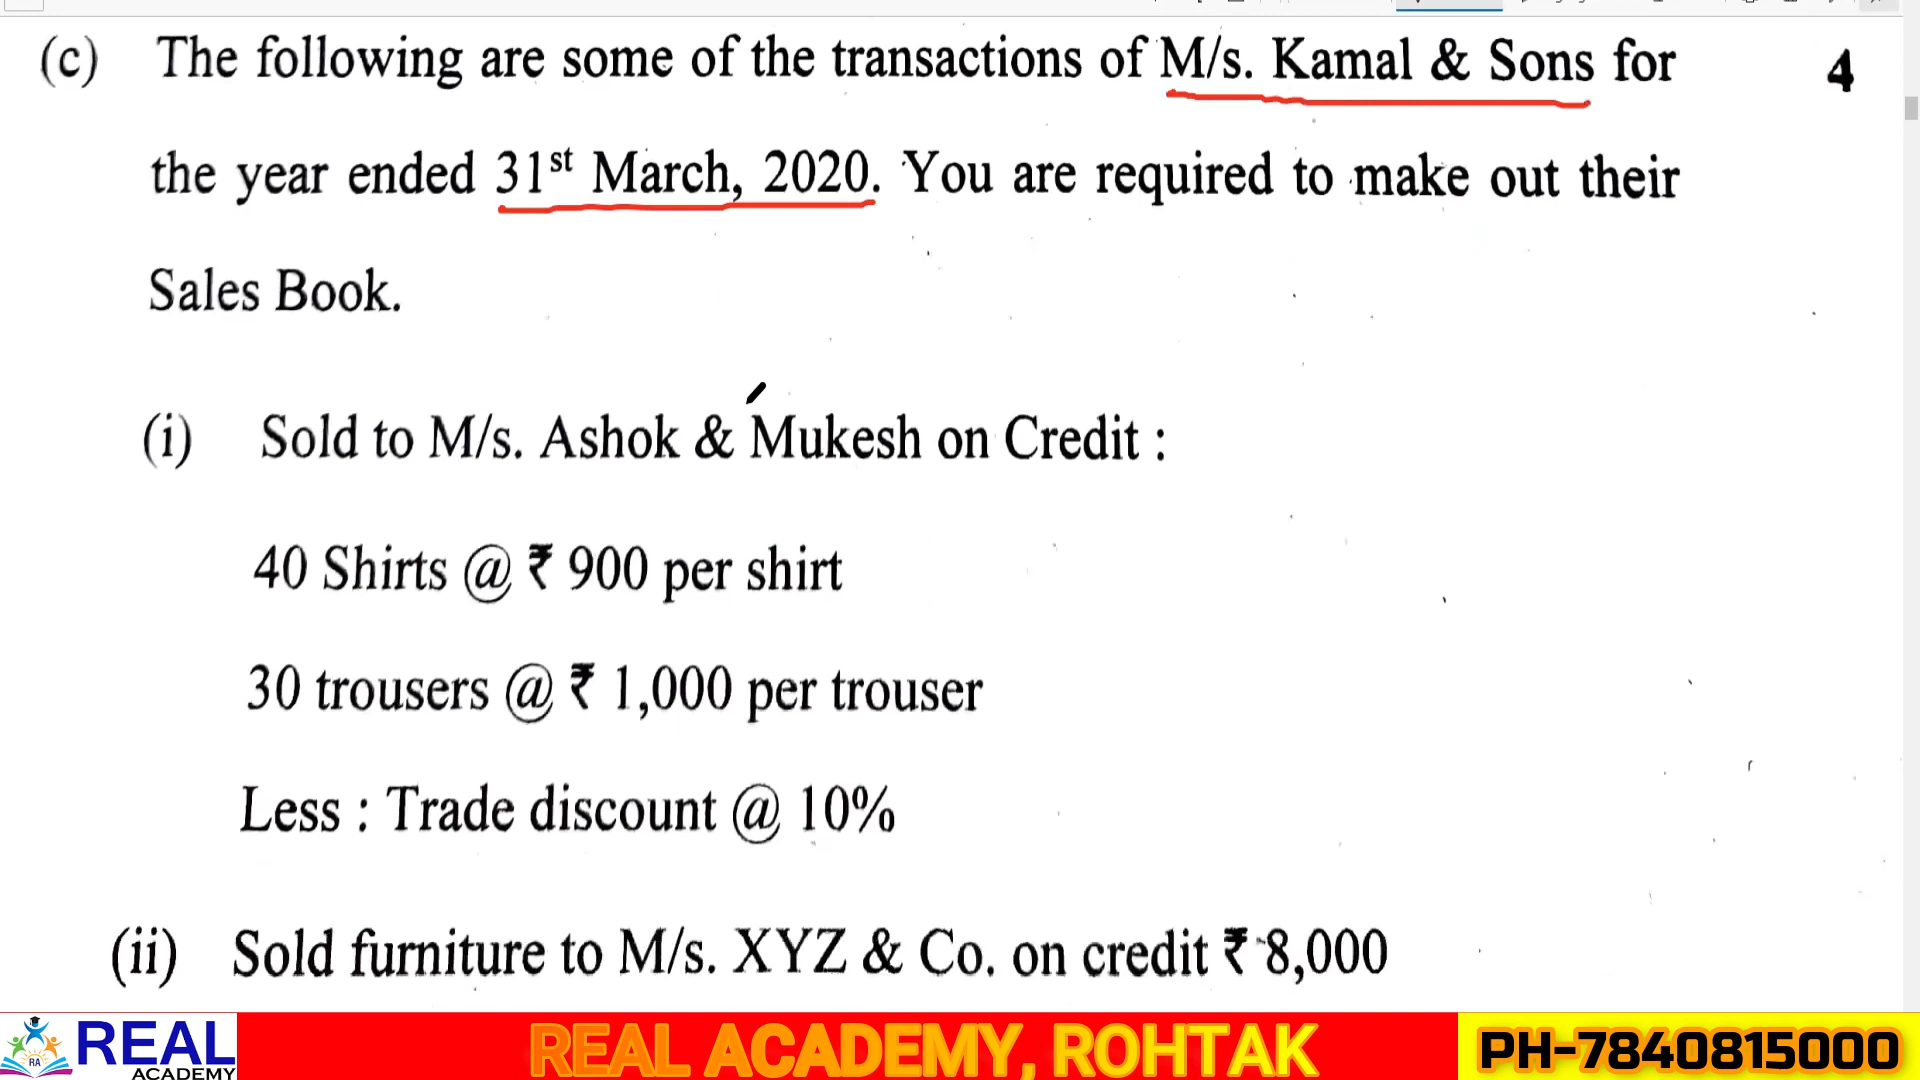 (c) The following are some of the transactions of M/s. Kamal & Sons for 4
the year ended 31st March, 2020. You are required to make out their
Sales Book.
(i) Sold to M/s. Ashok & Mukesh on Credit :
40 Shirts @ ₹ 900 per shirt
30 trousers @ ₹ 1,000 per trouser
Less : Trade discount @ 10%
(ii) Sold furniture to M/s. XYZ & Co. on credit ₹ 8,000
RA REAL ACADEMY
REAL ACADEMY, ROHTAK
PH-7840815000